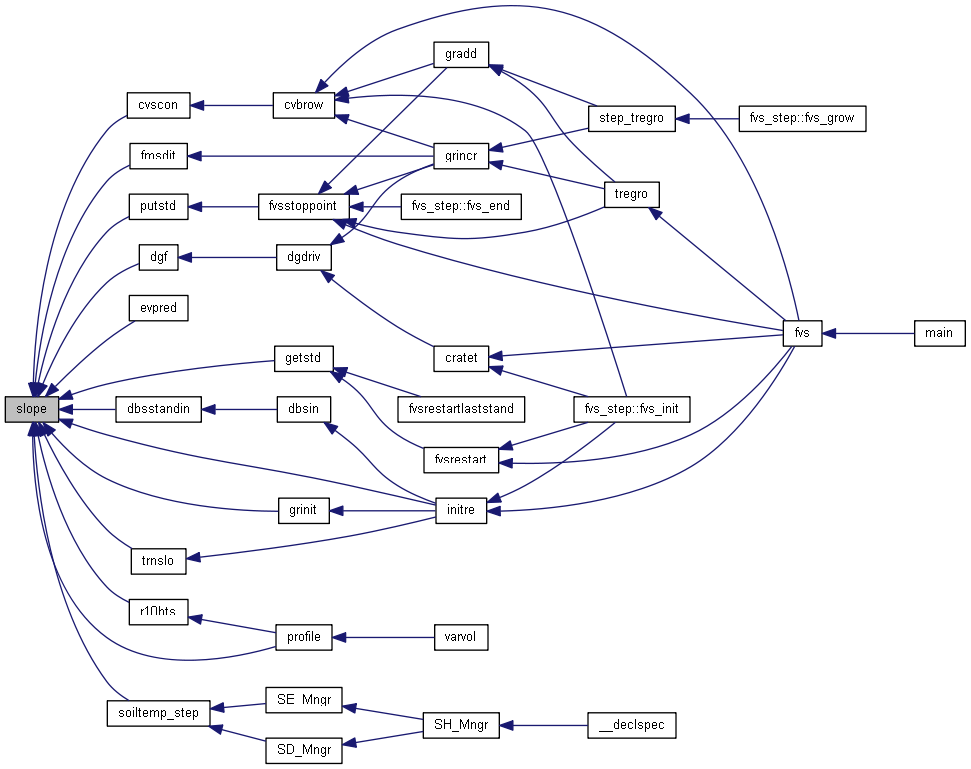 gradd
cvscon
cvbrow
step_tregro
fvs_step::fvs_grow
fmsdit
grincr
putstd
fvsstoppoint
fvs_step::fvs_end
tregro
dgf
dgdriv
evpred
fvs
main
getstd
cratet
slope
dbsstandin
dbsin
fvsrestartlaststand
fvs_step::fvs_init
fvsrestart
grinit
initre
trnslo
r10hts
profile
varvol
soiltemp_step
SE_Mngr
SH_Mngr
__declspec
SD_Mngr